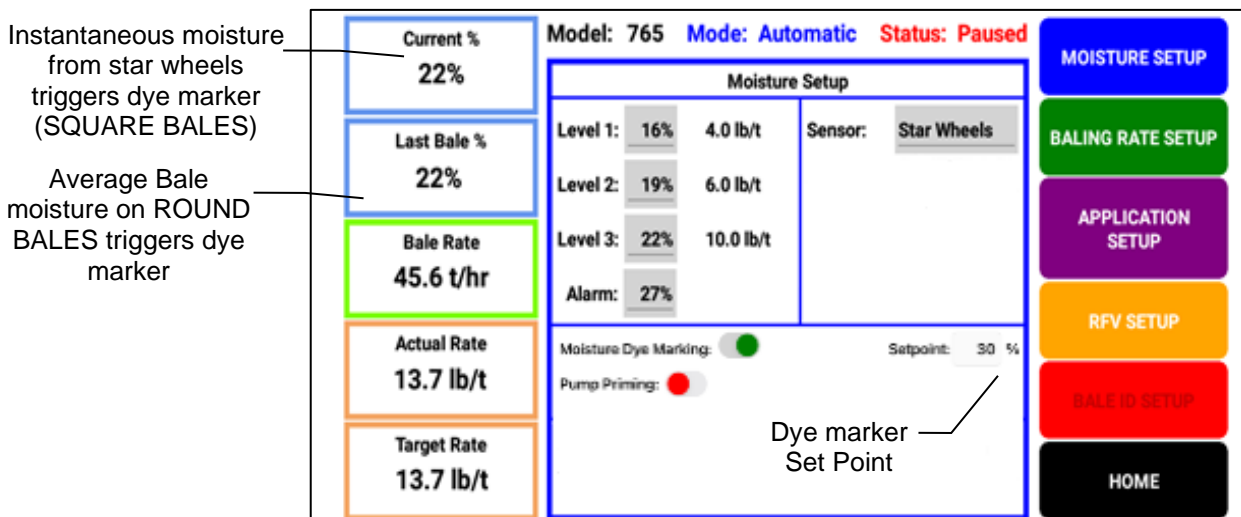 Instantaneous moisture
from star wheels
triggers dye marker
(SQUARE BALES)
Average Bale
moisture on ROUND
BALES triggers dye
marker
Current %
22%
Last Bale %
22%
Bale Rate
45.6 t/hr
Actual Rate
13.7 lb/t
Target Rate
13.7 lb/t
Model: 765 Mode: Automatic Status: Paused
Moisture Setup
Level 1: 16% 4.0 lb/t
Level 2: 19% 6.0 lb/t
Level 3: 22% 10.0 lb/t
Alarm: 27%
Sensor: Star Wheels
Moisture Dye Marking: Setpoint: 30 %
Pump Priming:
Dye marker
Set Point
MOISTURE SETUP
BALING RATE SETUP
APPLICATION
SETUP
RFV SETUP
BALE ID SETUP
HOME